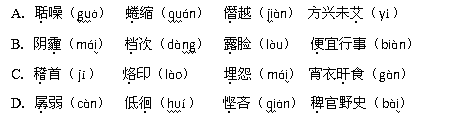 A. 聒噪（guō） 蜷缩（quán） 僭越（jiàn） 方兴未艾（yì）
B. 阴霾（mái） 档次（dàng） 露脸（lòu） 便宜行事（biàn）
C. 稽首（jī） 烙印（lào） 埋怨（mái） 宵衣旰食（gàn）
D. 孱弱（càn） 低徊（huí） 悭吝（qiān） 稗官野史（bài）